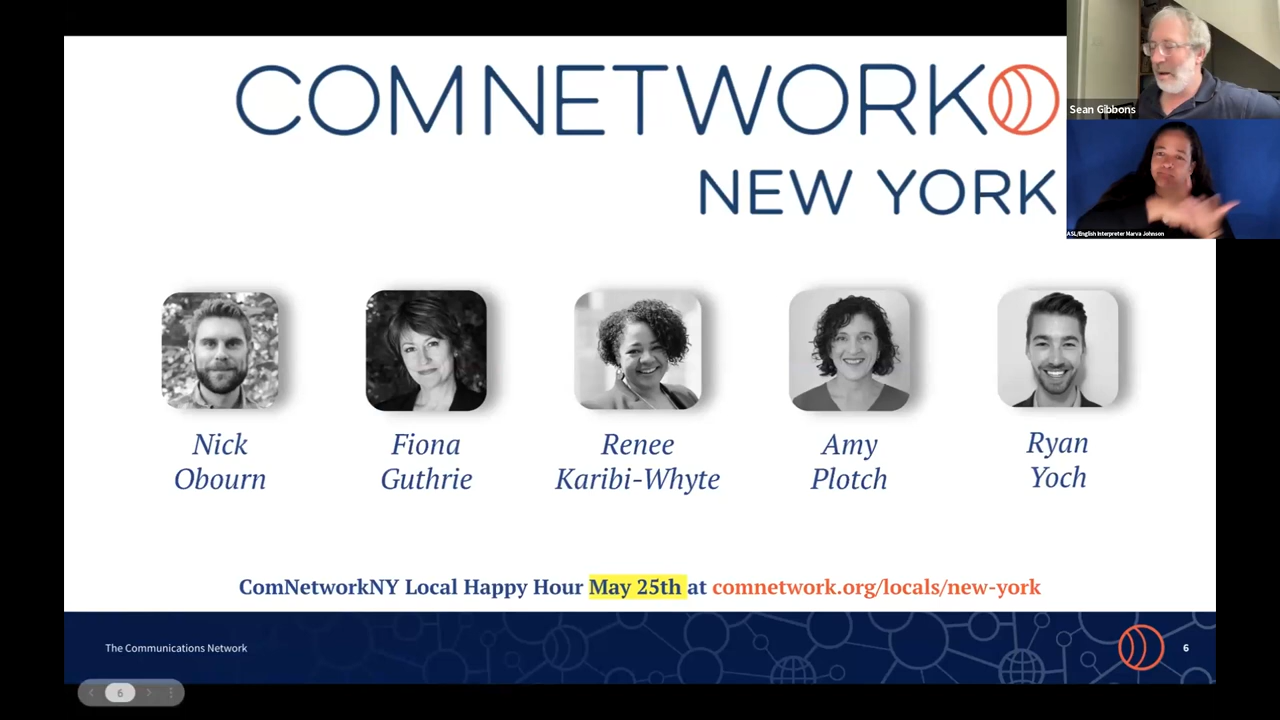 COMNETWORK
NEW YORK
Sean Gibbons
ASL/English Interpreter Marva Johnson
Nick
Obourn
Fiona
Guthrie
Renee
Karibi-Whyte
Amy
Plotch
Ryan
Yoch
ComNetworkNY Local Happy Hour May 25th at comnetwork.org/locals/new-york
The Communications Network
6
6